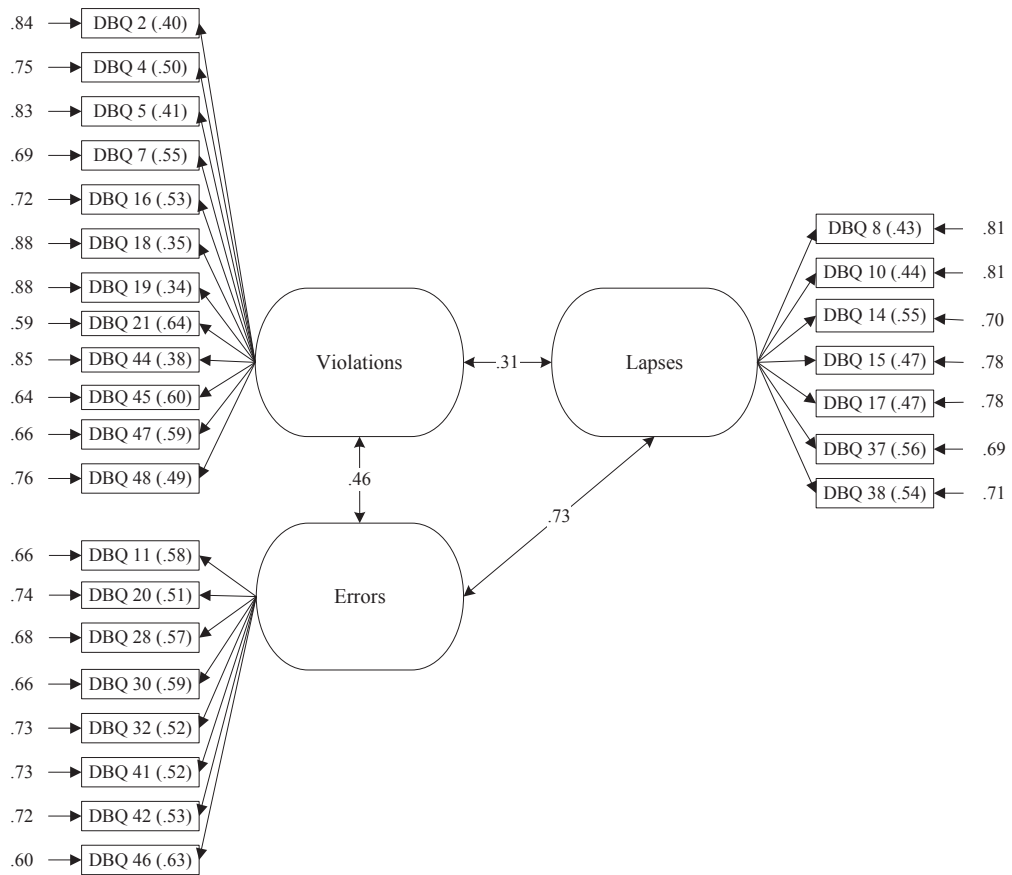 .84 DBQ 2 (.40)
.75 DBQ 4 (.50)
.83 DBQ 5 (.41)
.69 DBQ 7 (.55)
.72 DBQ 16 (.53)
.88 DBQ 18 (.35)
.88 DBQ 19 (.34)
.59 DBQ 21 (.64)
.85 DBQ 44 (.38)
.64 DBQ 45 (.60)
.66 DBQ 47 (.59)
.76 DBQ 48 (.49)
Violations
.31
Lapses
DBQ 8 (.43) .81
DBQ 10 (.44) .81
DBQ 14 (.55) .70
DBQ 15 (.47) .78
DBQ 17 (.47) .78
DBQ 37 (.56) .69
DBQ 38 (.54) .71
.46
.73
Errors
.66 DBQ 11 (.58)
.74 DBQ 20 (.51)
.68 DBQ 28 (.57)
.66 DBQ 30 (.59)
.73 DBQ 32 (.52)
.73 DBQ 41 (.52)
.72 DBQ 42 (.53)
.60 DBQ 46 (.63)